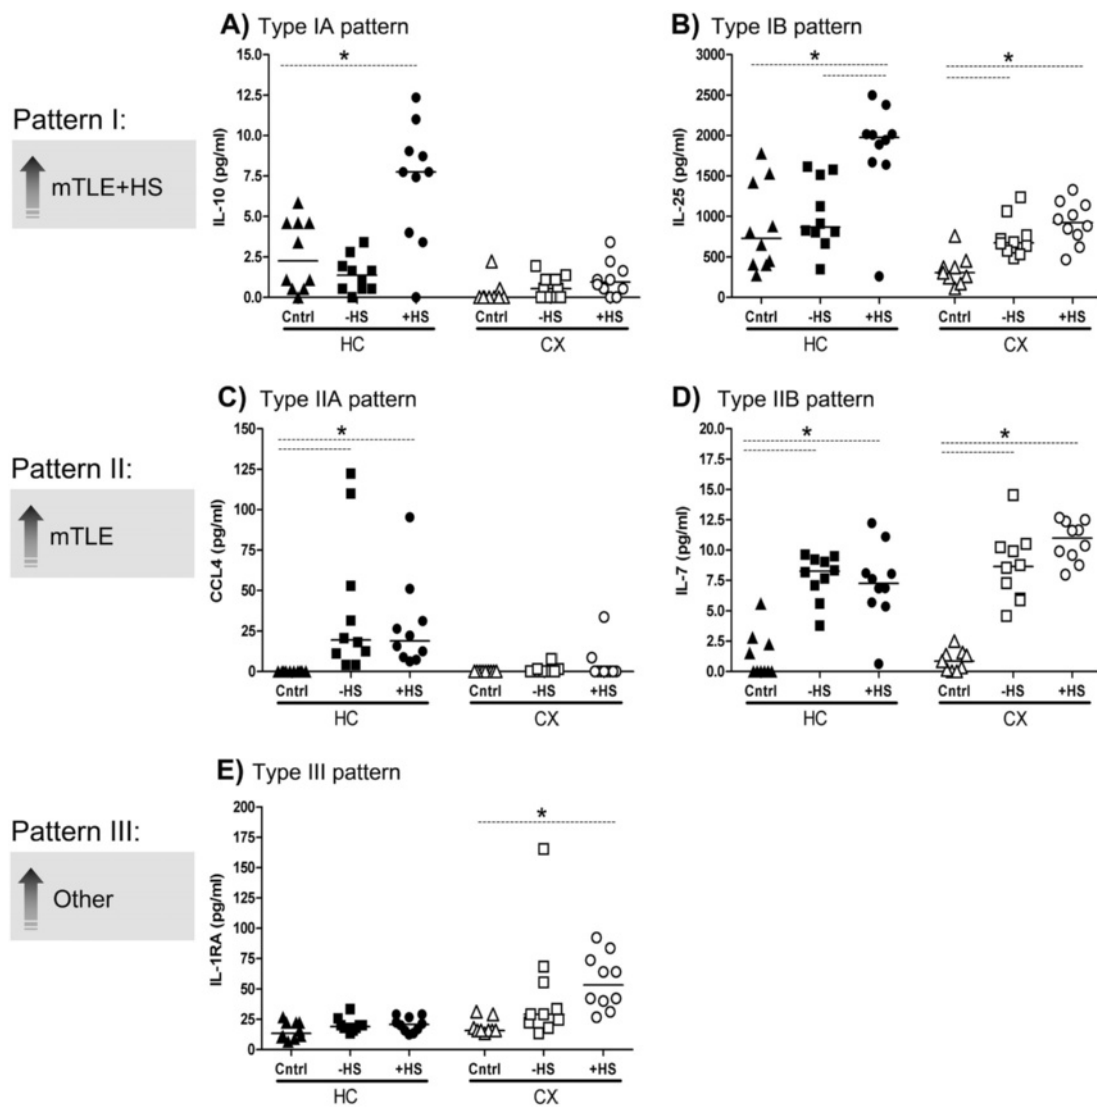 A) Type IA pattern
B) Type IB pattern
Pattern I:
mTLE+HS
IL-10 (pg/ml)
15.0
12.5
10.0
7.5
5.0
2.5
0.0
*
Cntrl -HS +HS Cntrl -HS +HS
HC CX
IL-25 (pg/ml)
3000
2500
2000
1500
1000
500
0
* *
Cntrl -HS +HS Cntrl -HS +HS
HC CX
C) Type IIA pattern
D) Type IIB pattern
Pattern II:
mTLE
CCL4 (pg/ml)
150
125
100
75
50
25
0
*
Cntrl -HS +HS Cntrl -HS +HS
HC CX
IL-7 (pg/ml)
20.0
17.5
15.0
12.5
10.0
7.5
5.0
2.5
0.0
* *
Cntrl -HS +HS Cntrl -HS +HS
HC CX
E) Type III pattern
Pattern III:
Other
IL-1RA (pg/ml)
200
175
150
125
100
75
50
25
0
*
Cntrl -HS +HS Cntrl -HS +HS
HC CX